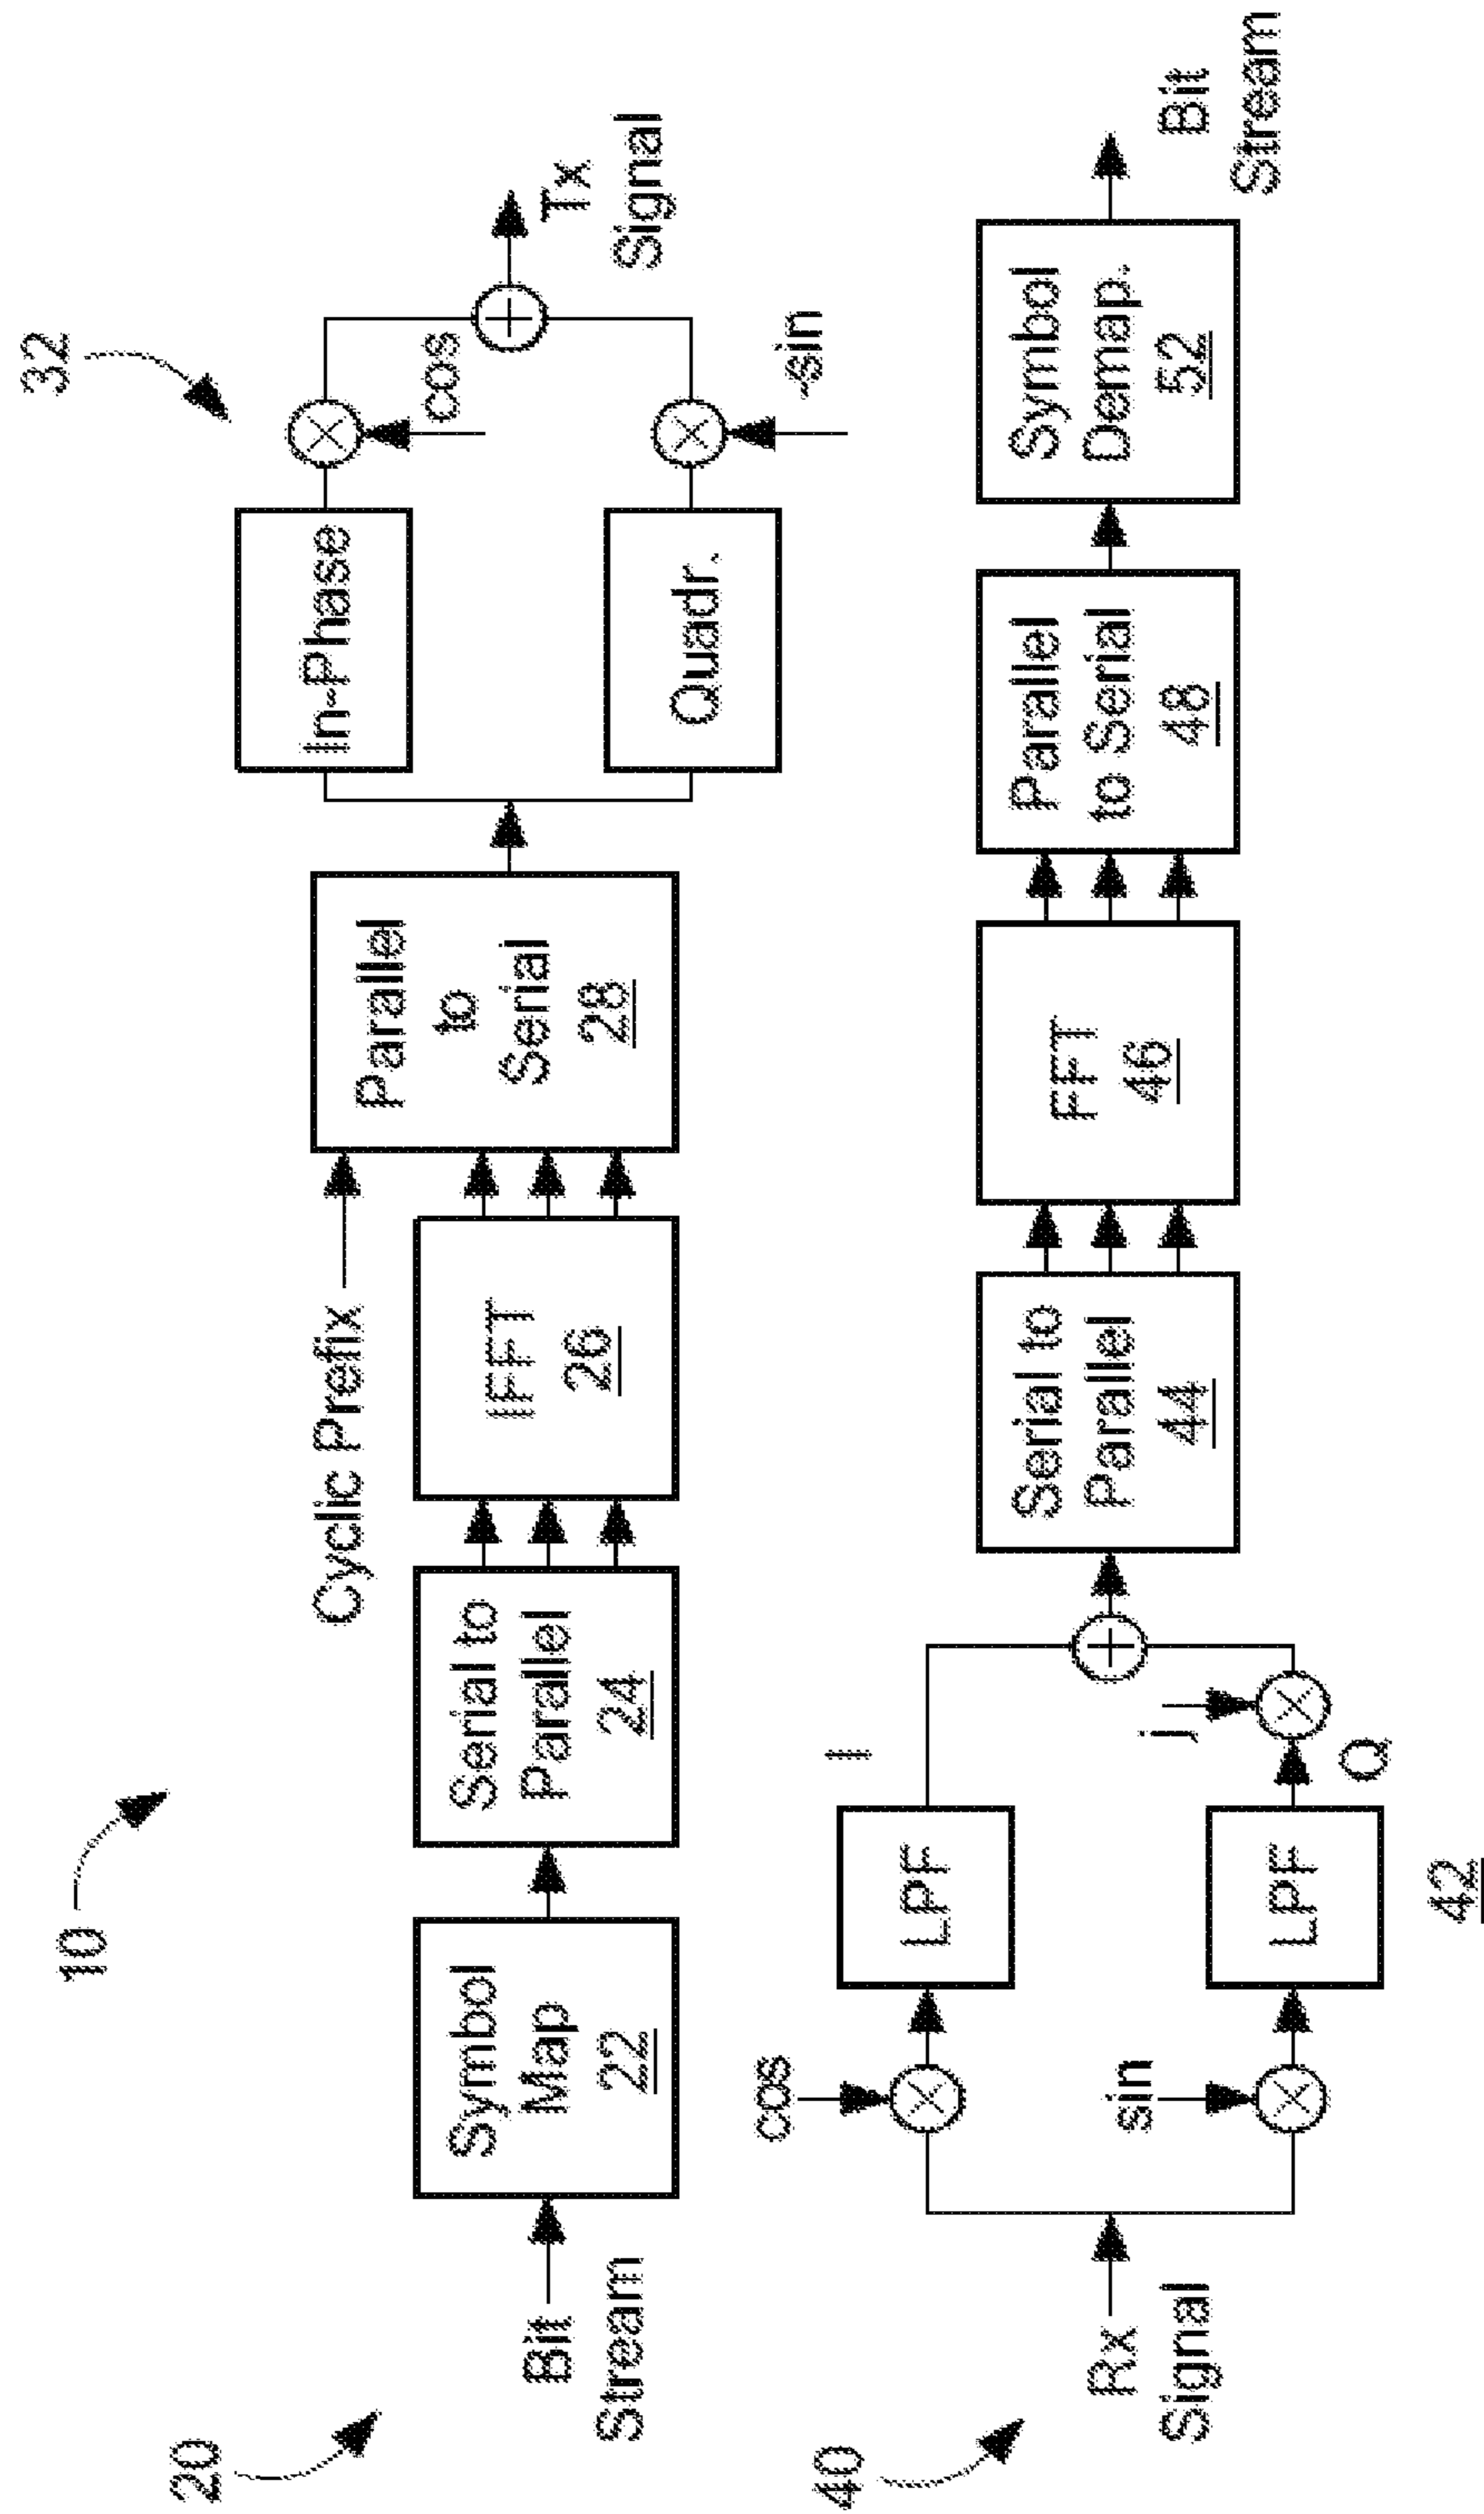 10
20
32
Bit
Stream
Symbol
Map
22
Serial to
Parallel
24
IFFT
26
Cyclic Prefix
Parallel
to
Serial
28
In-Phase
Quadr.
cos
-sin
Tx
Signal
40
Rx
Signal
cos
sin
LPF
LPF
I
j
Q
42
Serial to
Parallel
44
FFT
46
Parallel
to Serial
48
Symbol
Demap.
52
Bit
Stream